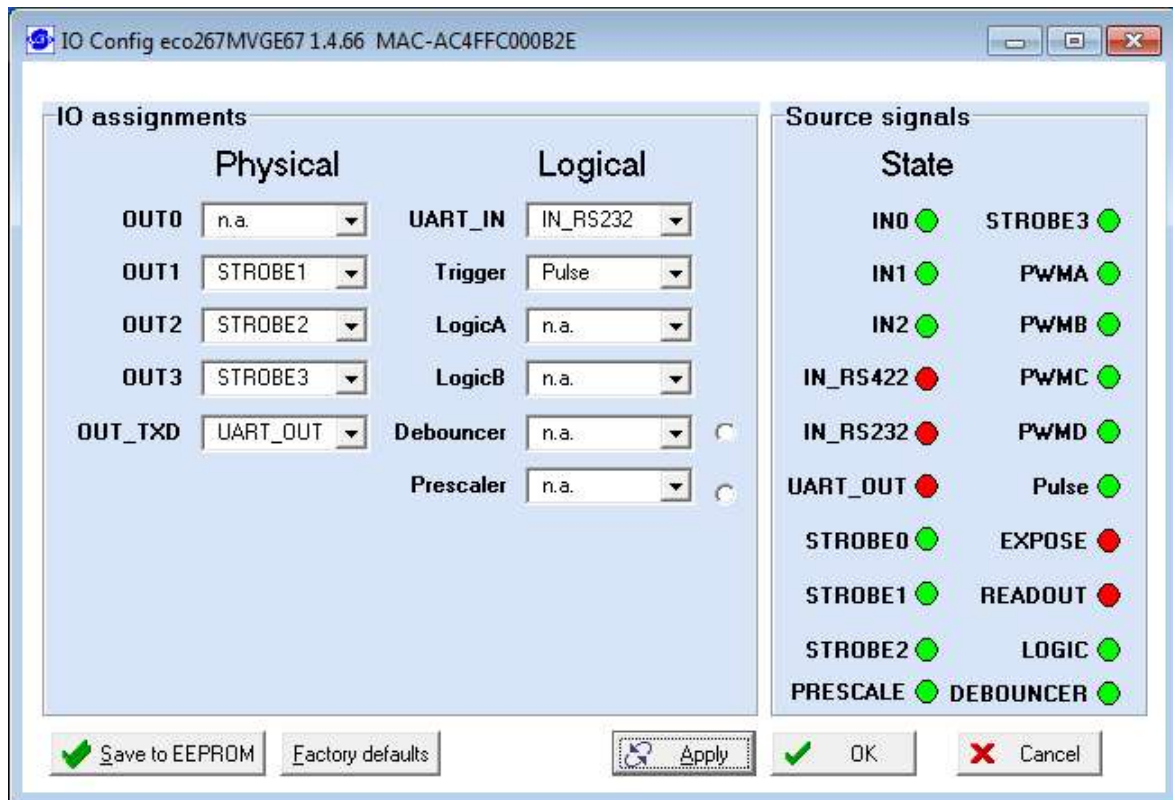 IO Config eco267MVGE67 1.4.66 MAC-AC4FFC000B2E
IO assignments
Physical Logical
OUT0 n.a. UART_IN IN_RS232
OUT1 STROBE1 Trigger Pulse
OUT2 STROBE2 LogicA n.a.
OUT3 STROBE3 LogicB n.a.
OUT_TXD UART_OUT Debouncer n.a.
Prescaler n.a.
Source signals
State
IN0 STROBE3
IN1 PWMA
IN2 PWMB
IN_RS422 PWMC
IN_RS232 PWMD
UART_OUT Pulse
STROBE0 EXPOSE
STROBE1 READOUT
STROBE2 LOGIC
PRESCALE DEBOUNCER
Save to EEPROM Factory defaults Apply OK Cancel